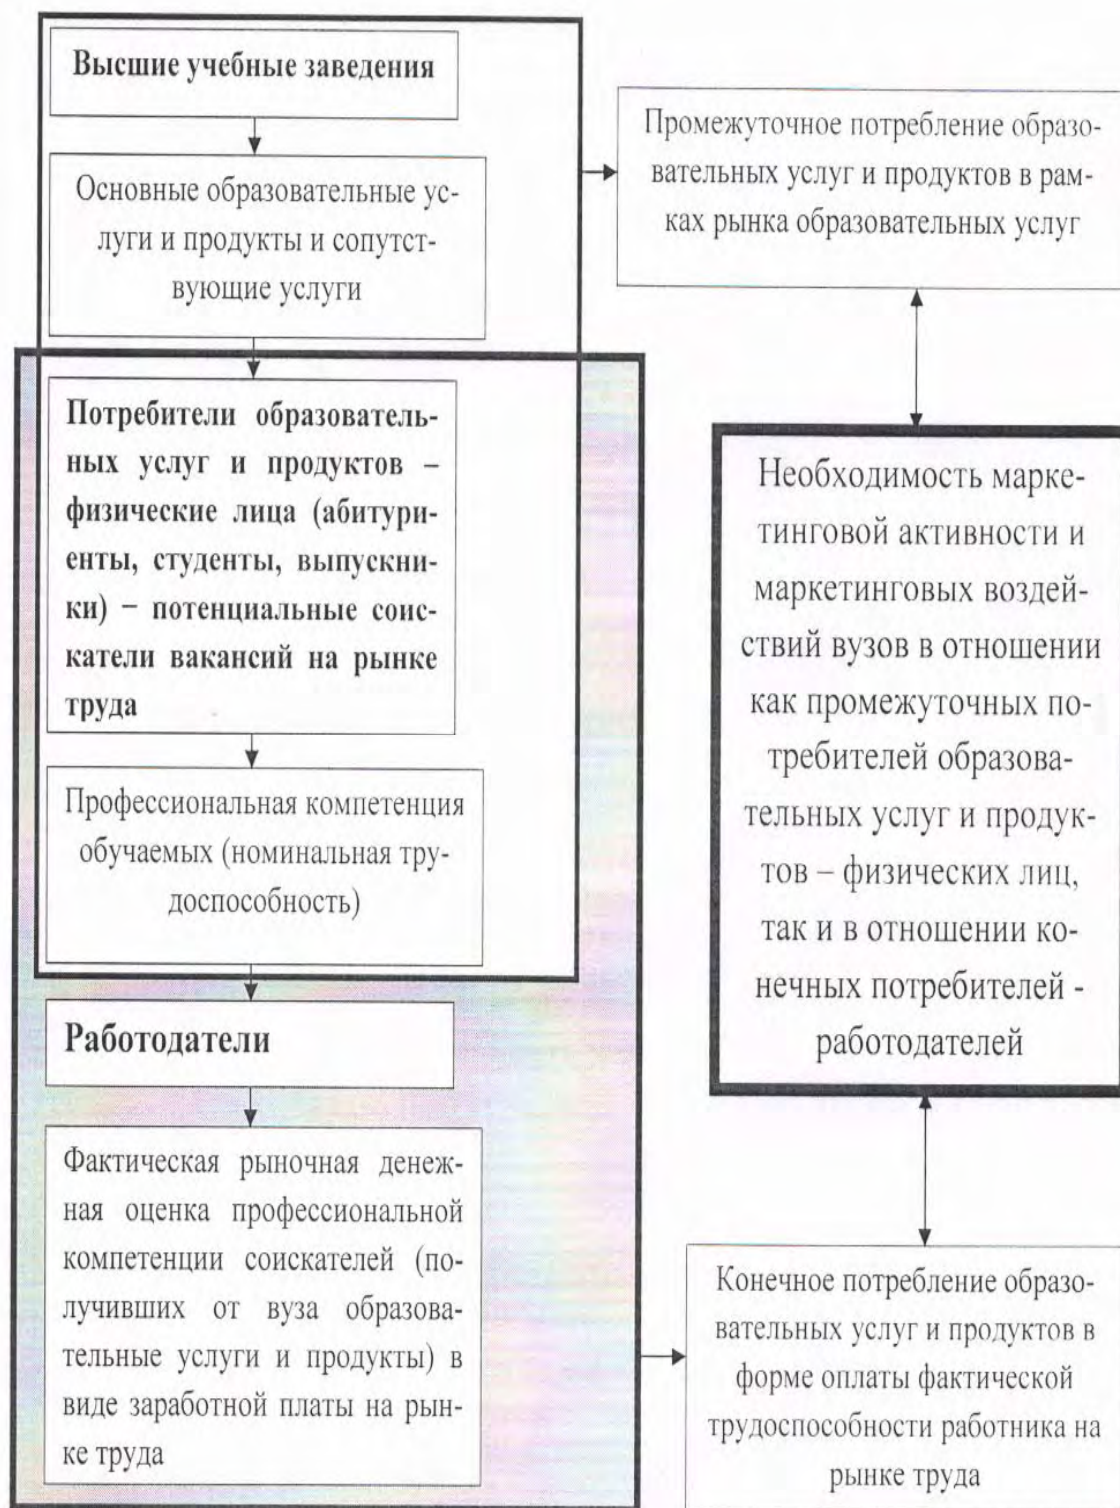 Высшие учебные заведения
Основные образовательные ус-
луги и продукты и сопутст-
вующие услуги
Потребители образователь-
ных услуг и продуктов –
физические лица (абитури-
енты, студенты, выпускни-
ки) – потенциальные соис-
катели вакансий на рынке
труда
Профессиональная компетенция
обучаемых (номинальная тру-
доспособность)
Работодатели
Фактическая рыночная денеж-
ная оценка профессиональной
компетенции соискателей (по-
лучивших от вуза образова-
тельные услуги и продукты) в
виде заработной платы на рын-
ке труда
Промежуточное потребление образо-
вательных услуг и продуктов в рам-
ках рынка образовательных услуг
Необходимость марке-
тинговой активности и
маркетинговых воздей-
ствий вузов в отношении
как промежуточных по-
требителей образова-
тельных услуг и продук-
тов – физических лиц,
так и в отношении ко-
нечных потребителей -
работодателей
Конечное потребление образо-
вательных услуг и продуктов в
форме оплаты фактической
трудоспособности работника на
рынке труда